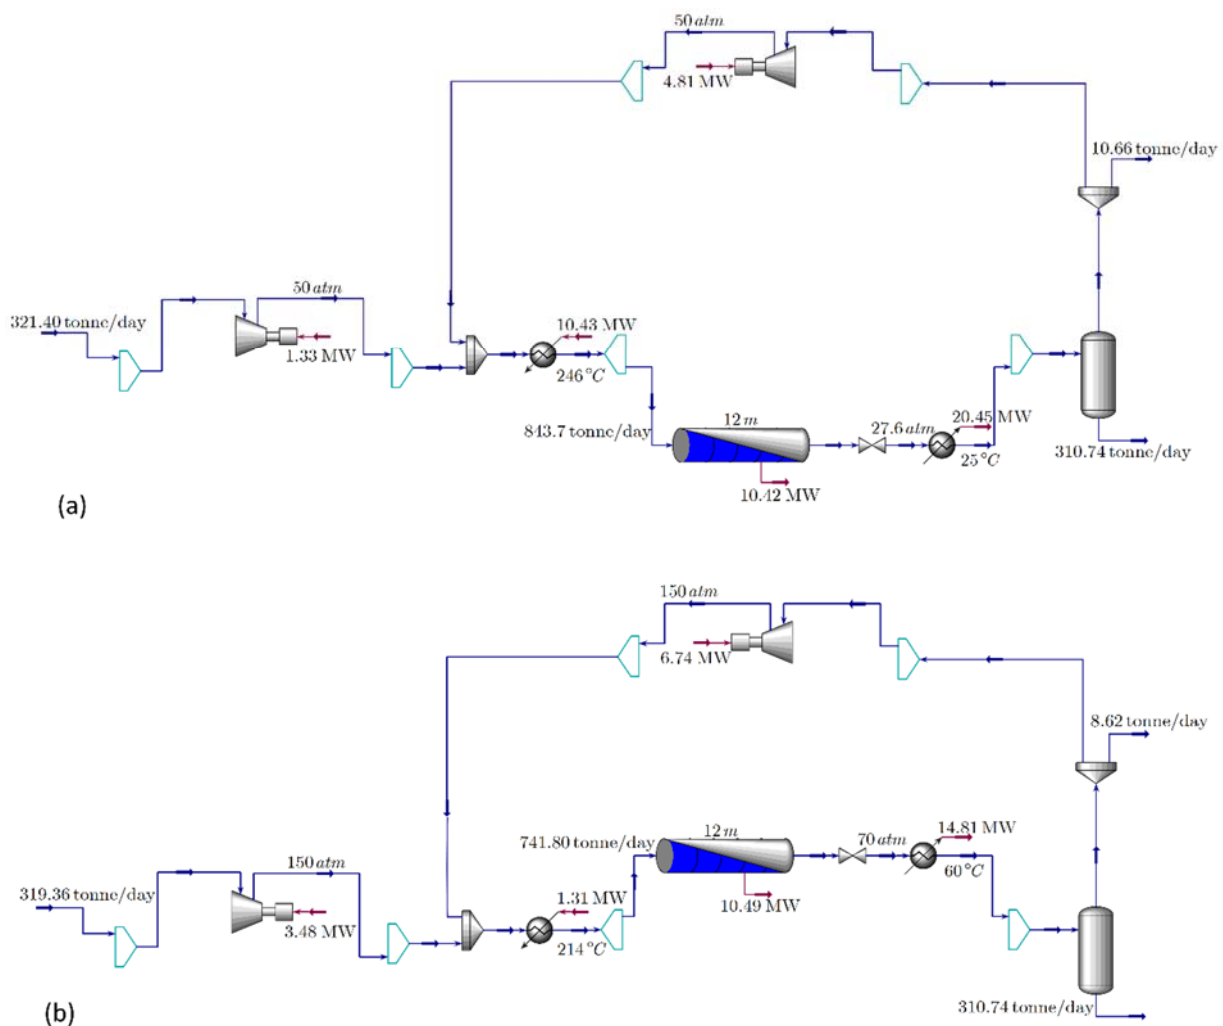 50 atm
4.81 MW
10.66 tonne/day
50 atm
321.40 tonne/day
1.33 MW
10.43 MW
246 °C
843.7 tonne/day
12 m
10.42 MW
27.6 atm
20.45 MW
25 °C
310.74 tonne/day
(a)
150 atm
6.74 MW
8.62 tonne/day
150 atm
319.36 tonne/day
3.48 MW
1.31 MW
214 °C
741.80 tonne/day
12 m
10.49 MW
70 atm
14.81 MW
60 °C
310.74 tonne/day
(b)